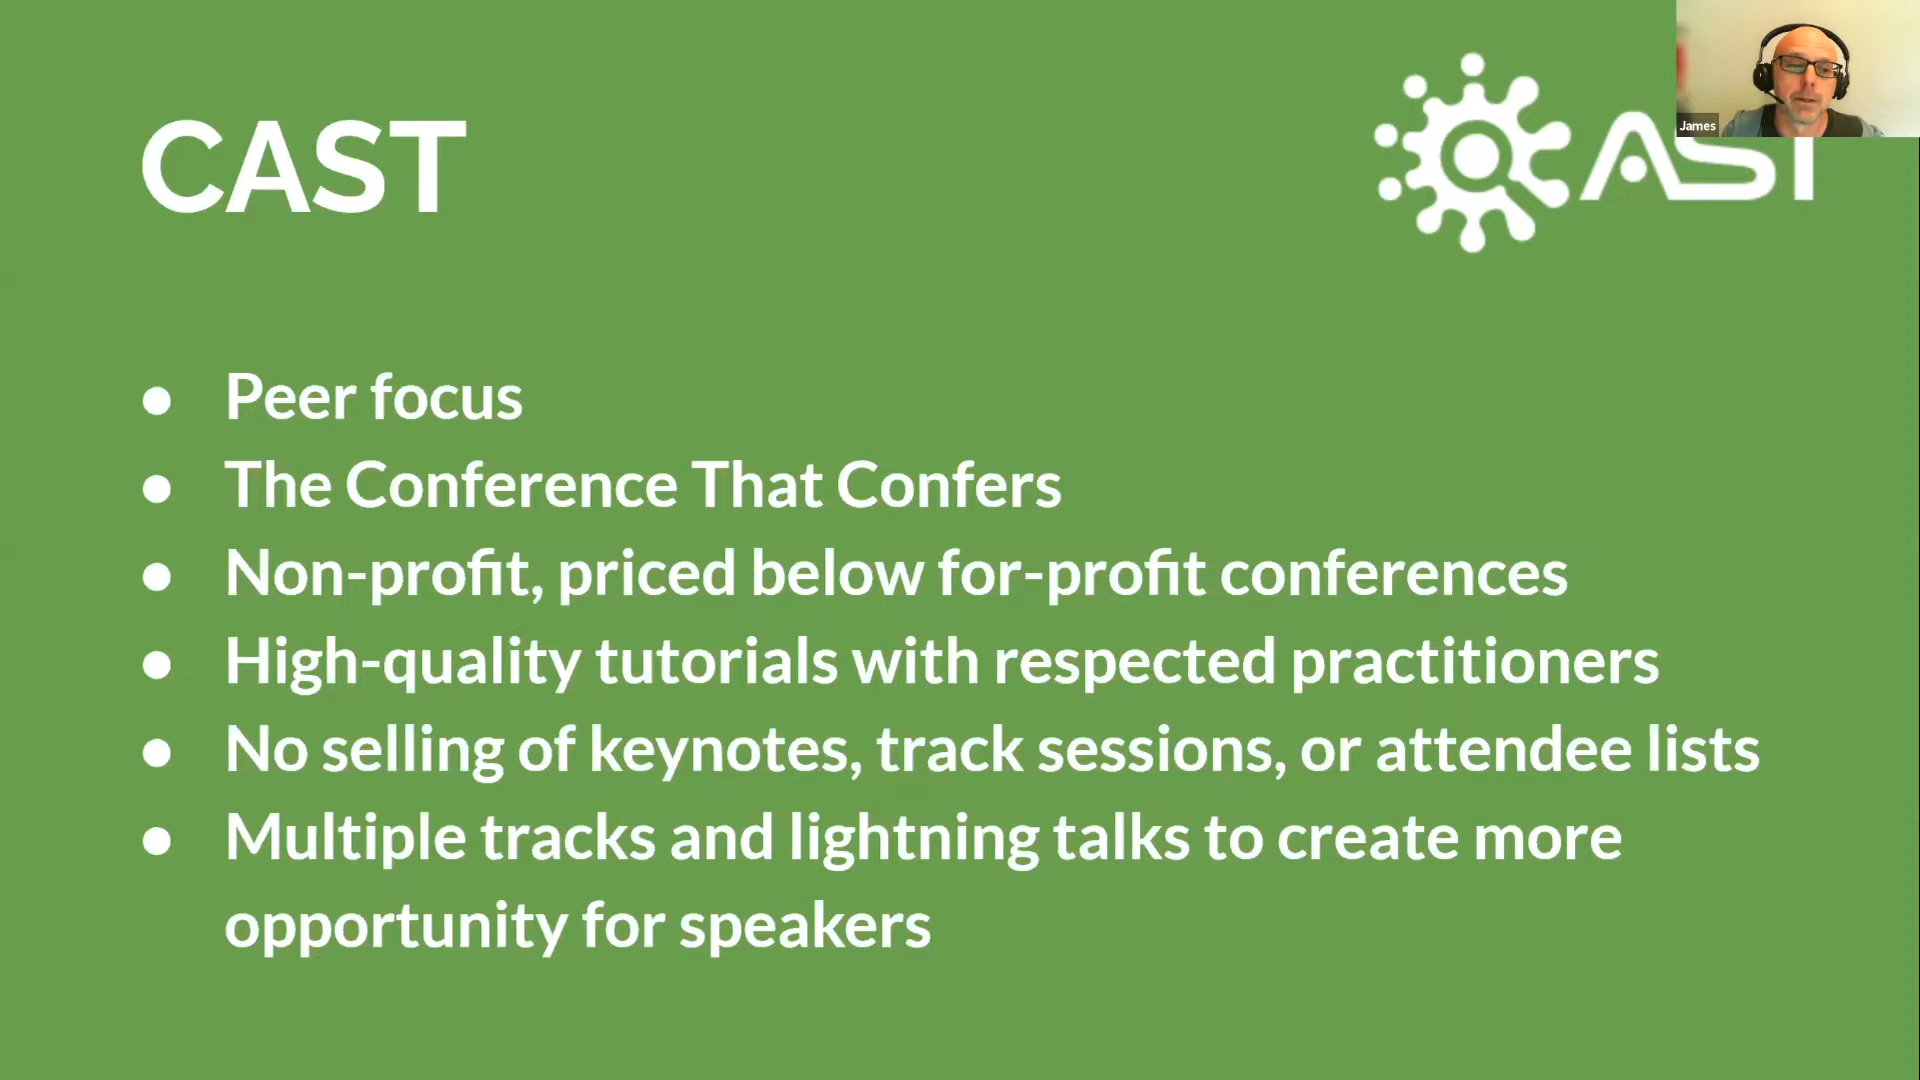 James
CAST
CAST
Peer focus
The Conference That Confers
Non-profit, priced below for-profit conferences
High-quality tutorials with respected practitioners
No selling of keynotes, track sessions, or attendee lists
Multiple tracks and lightning talks to create more
opportunity for speakers